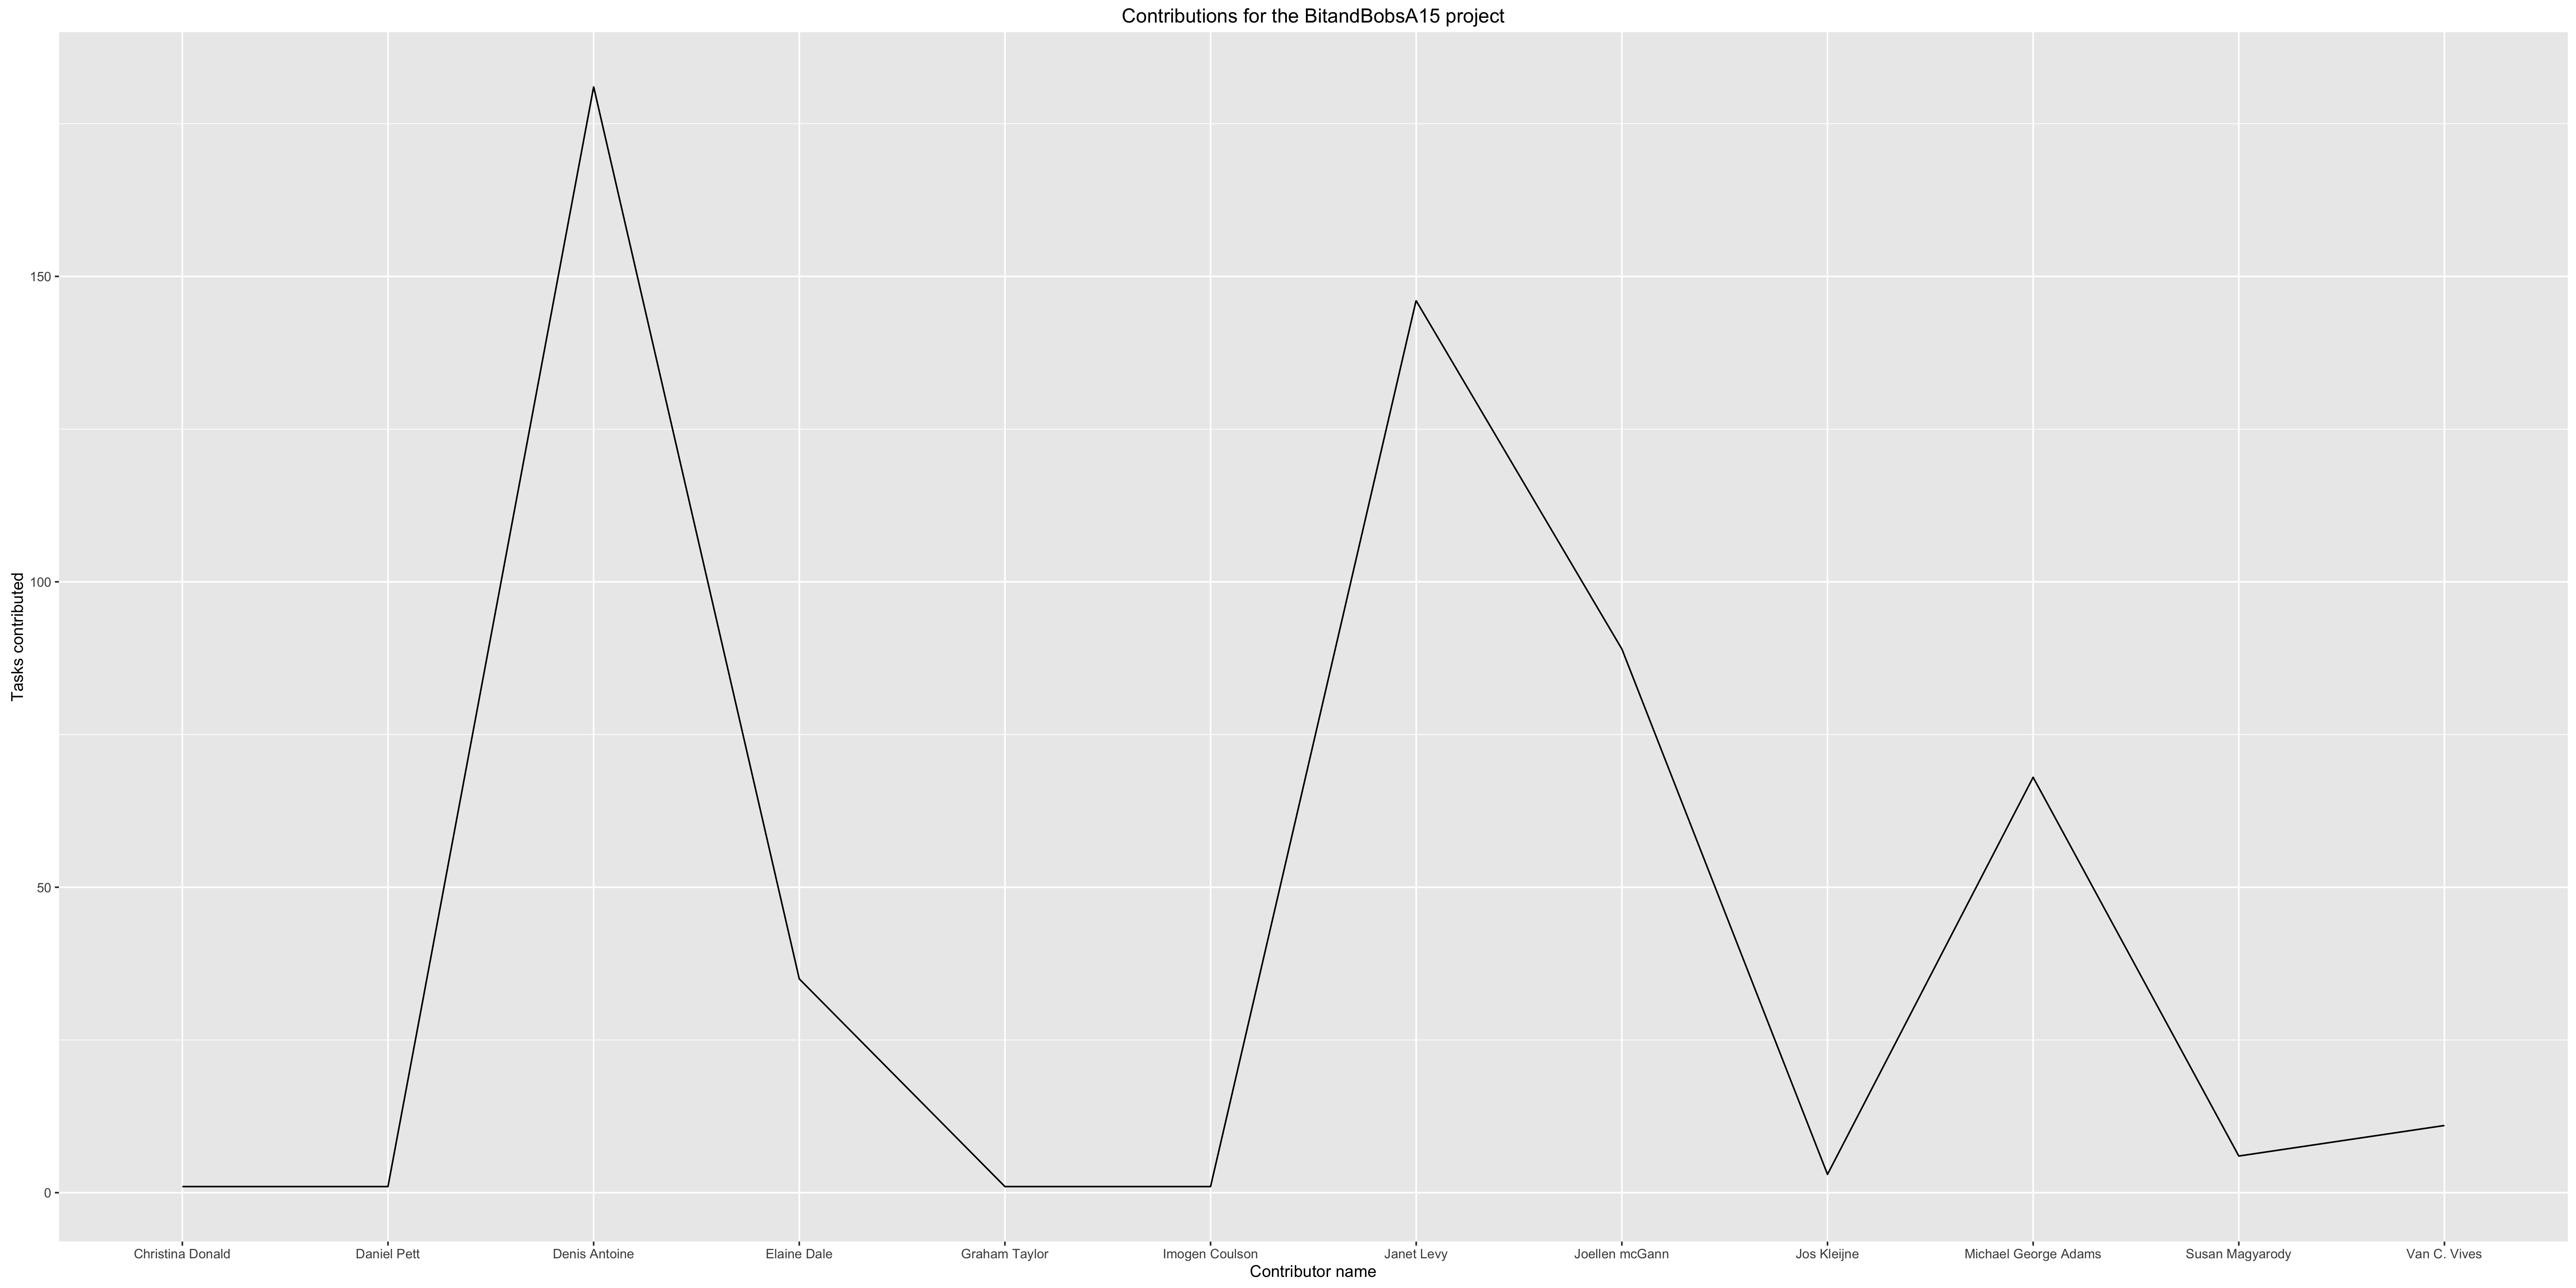 Contributions for the BitandBobsA15 project
Tasks contributed
150
100
50
0
Christina Donald
Daniel Pett
Denis Antoine
Elaine Dale
Graham Taylor
Imogen Coulson
Janet Levy
Joellen mcGann
Jos Kleijne
Michael George Adams
Susan Magyarody
Van C. Vives
Contributor name